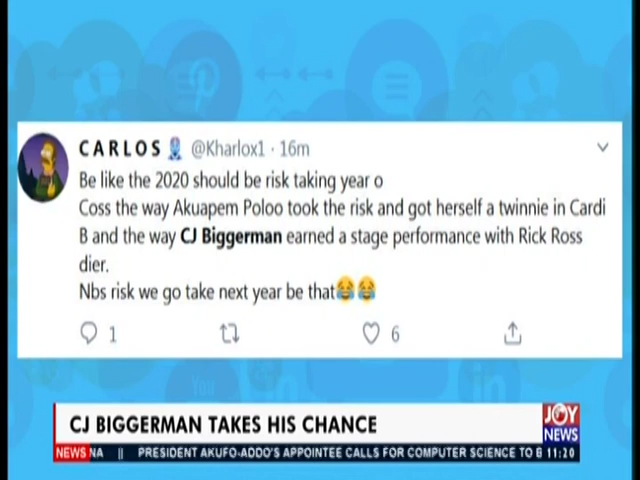 CARLOS @Kharlox1 · 16m
Be like the 2020 should be risk taking year o
Coss the way Akuapem Poloo took the risk and got herself a twinnie in Cardi
B and the way CJ Biggerman earned a stage performance with Rick Ross
dier.
Nbs risk we go take next year be that😂😂
1 6
You
in
CJ BIGGERMAN TAKES HIS CHANCE
JOY
NEWS
NEWS NA || PRESIDENT AKUFO-ADDO'S APPOINTEE CALLS FOR COMPUTER SCIENCE TO B 11:20